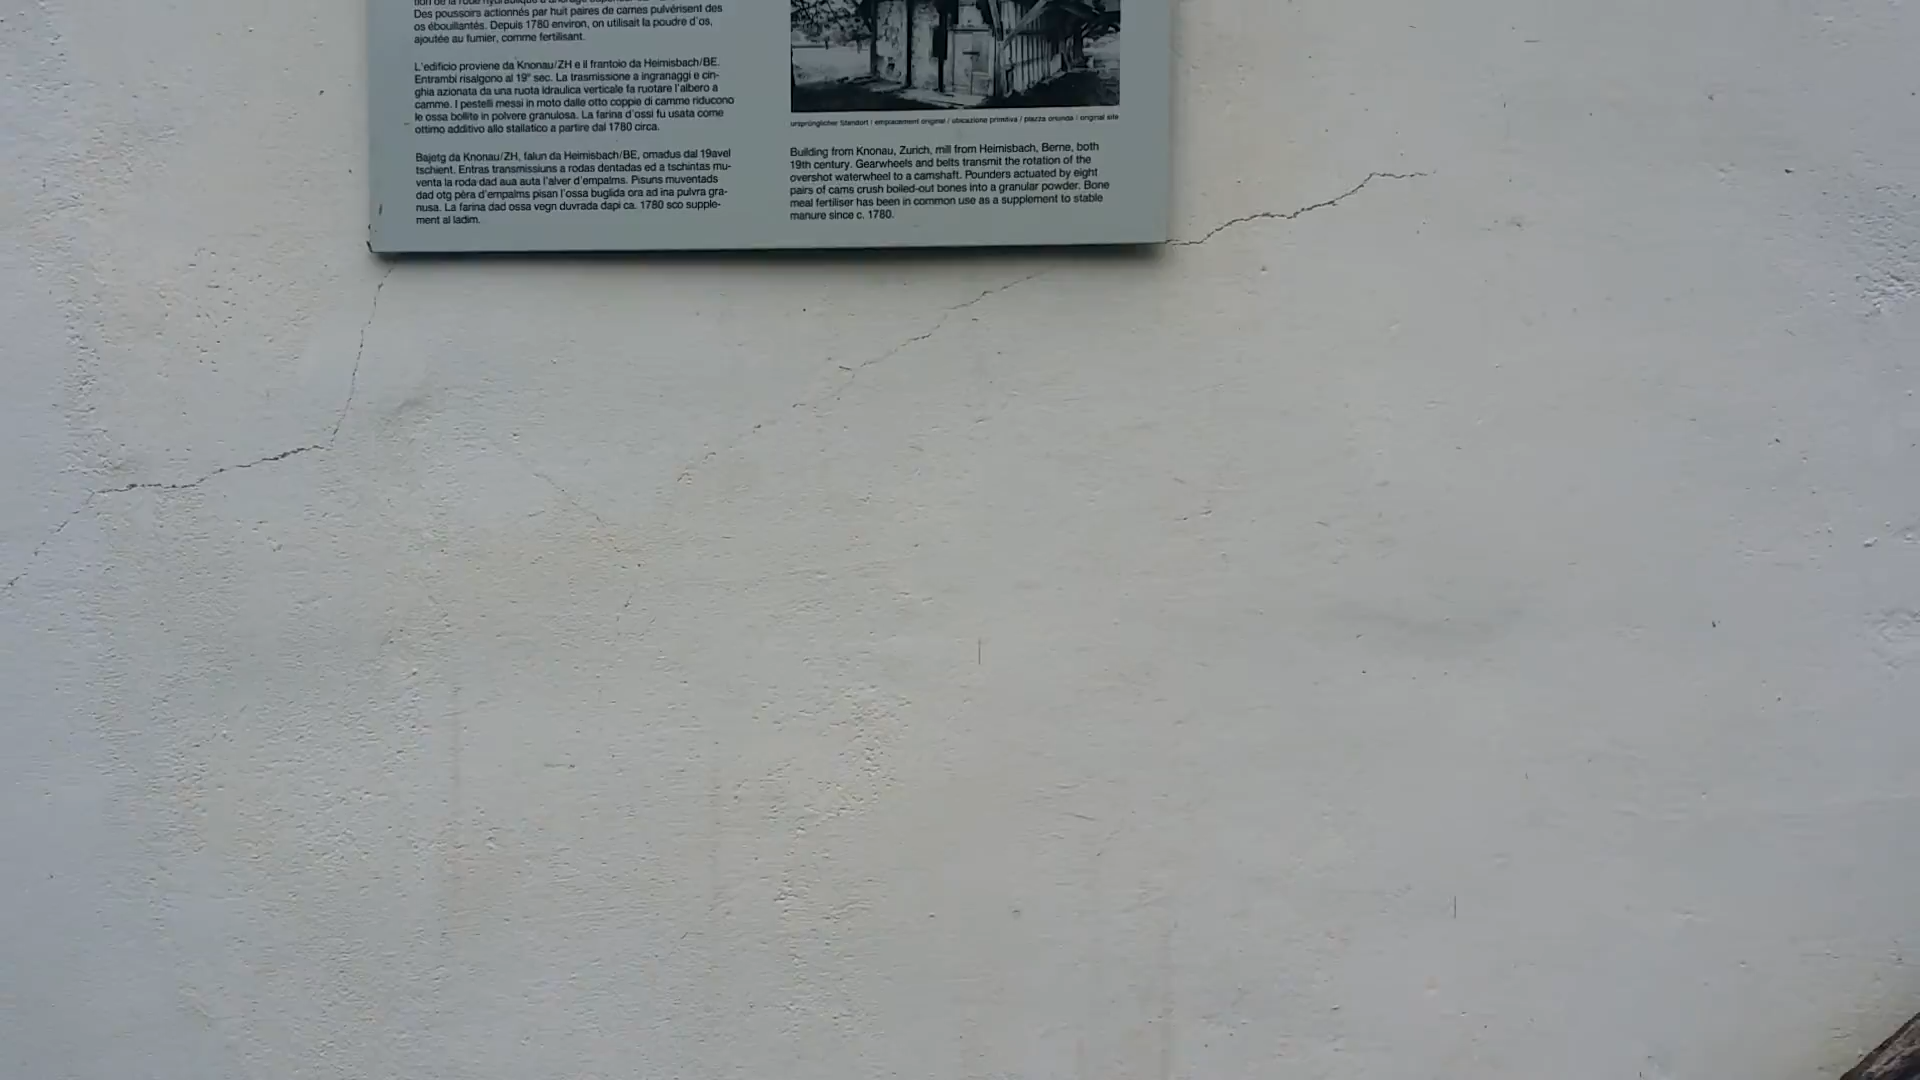 Des poussoirs actionnés par huit paires de cames pulvérisent des
os ébouillantés. Depuis 1780 environ, on utilisait la poudre d'os,
ajoutée au fumier, comme fertilisant.
L'edificio proviene da Knonau/ZH e il frantoio da Heimisbach/BE.
Entrambi risalgono al 19° sec. La trasmissione a ingranaggi e cin-
ghia azionata da una ruota idraulica verticale fa ruotare l'albero a
camme. I pestelli messi in moto dalle otto coppie di camme riducono
le ossa bollite in polvere granulosa. La farina d'ossi fu usata come
ottimo additivo allo stallatico a partire dal 1780 circa.
Bajetg da Knonau/ZH, falun da Heimisbach/BE, omadus dal 19avel
tschient. Entras transmissiuns a rodas dentadas ed a tschintas mu-
venta la roda dad aua auta l'alver d'empalms. Pisuns muventads
dad otg pèra d'empalms pisan l'ossa buglida ora ad ina pulvra gra-
nusa. La farina dad ossa vegn duvrada dapi ca. 1780 sco supple-
ment al ladim.
ursprünglicher Standort / emplacement original / ubicazione primitiva / plazza oriunda / original site
Building from Knonau, Zurich, mill from Heimisbach, Berne, both
19th century. Gearwheels and belts transmit the rotation of the
overshot waterwheel to a camshaft. Pounders actuated by eight
pairs of cams crush boiled-out bones into a granular powder. Bone
meal fertiliser has been in common use as a supplement to stable
manure since c. 1780.